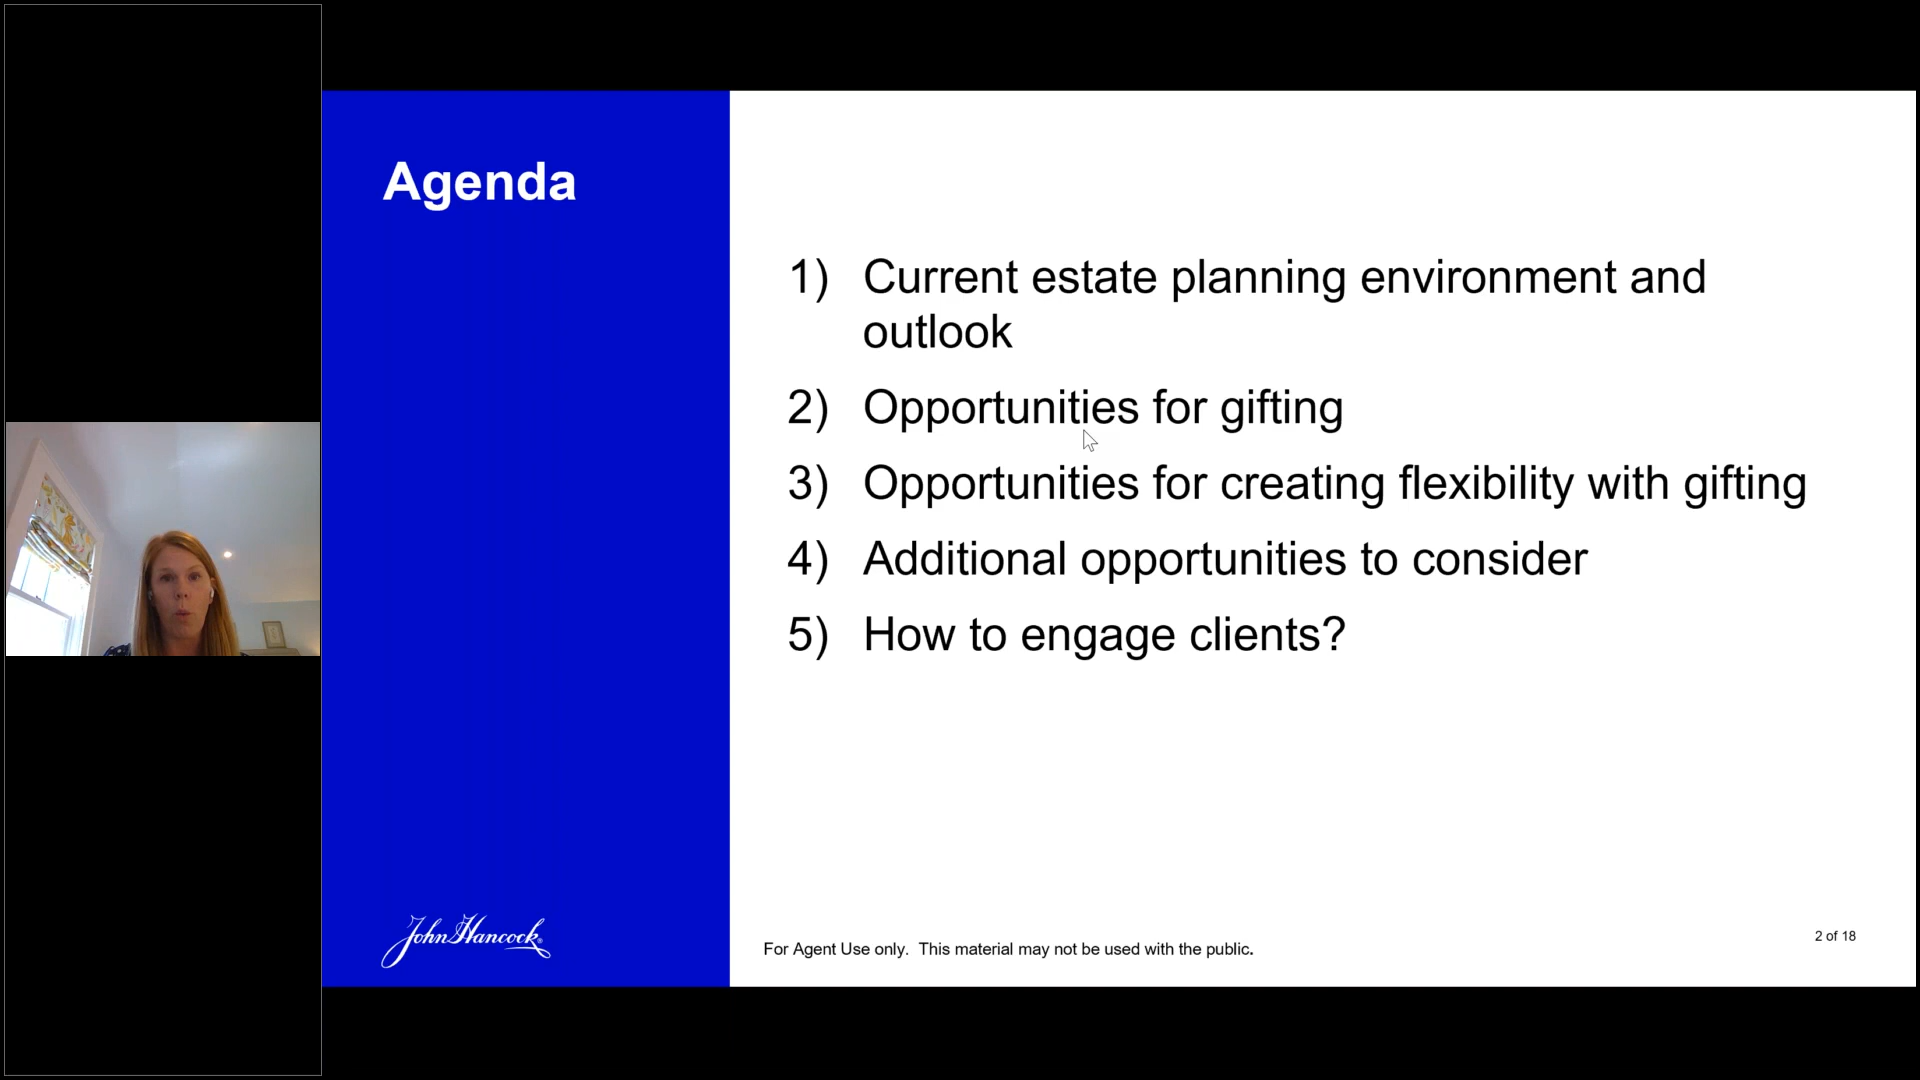 Agenda
1) Current estate planning environment and
outlook
2) Opportunities for gifting
3) Opportunities for creating flexibility with gifting
4) Additional opportunities to consider
5) How to engage clients?
John Hancock®
For Agent Use only. This material may not be used with the public.
2 of 18